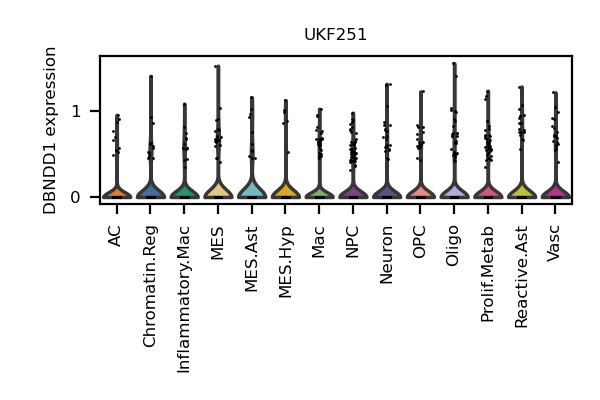 UKF251
DBNDD1 expression
1
0
AC
Chromatin.Reg
Inflammatory.Mac
MES
MES.Ast
MES.Hyp
Mac
NPC
Neuron
OPC
Oligo
Prolif.Metab
Reactive.Ast
Vasc